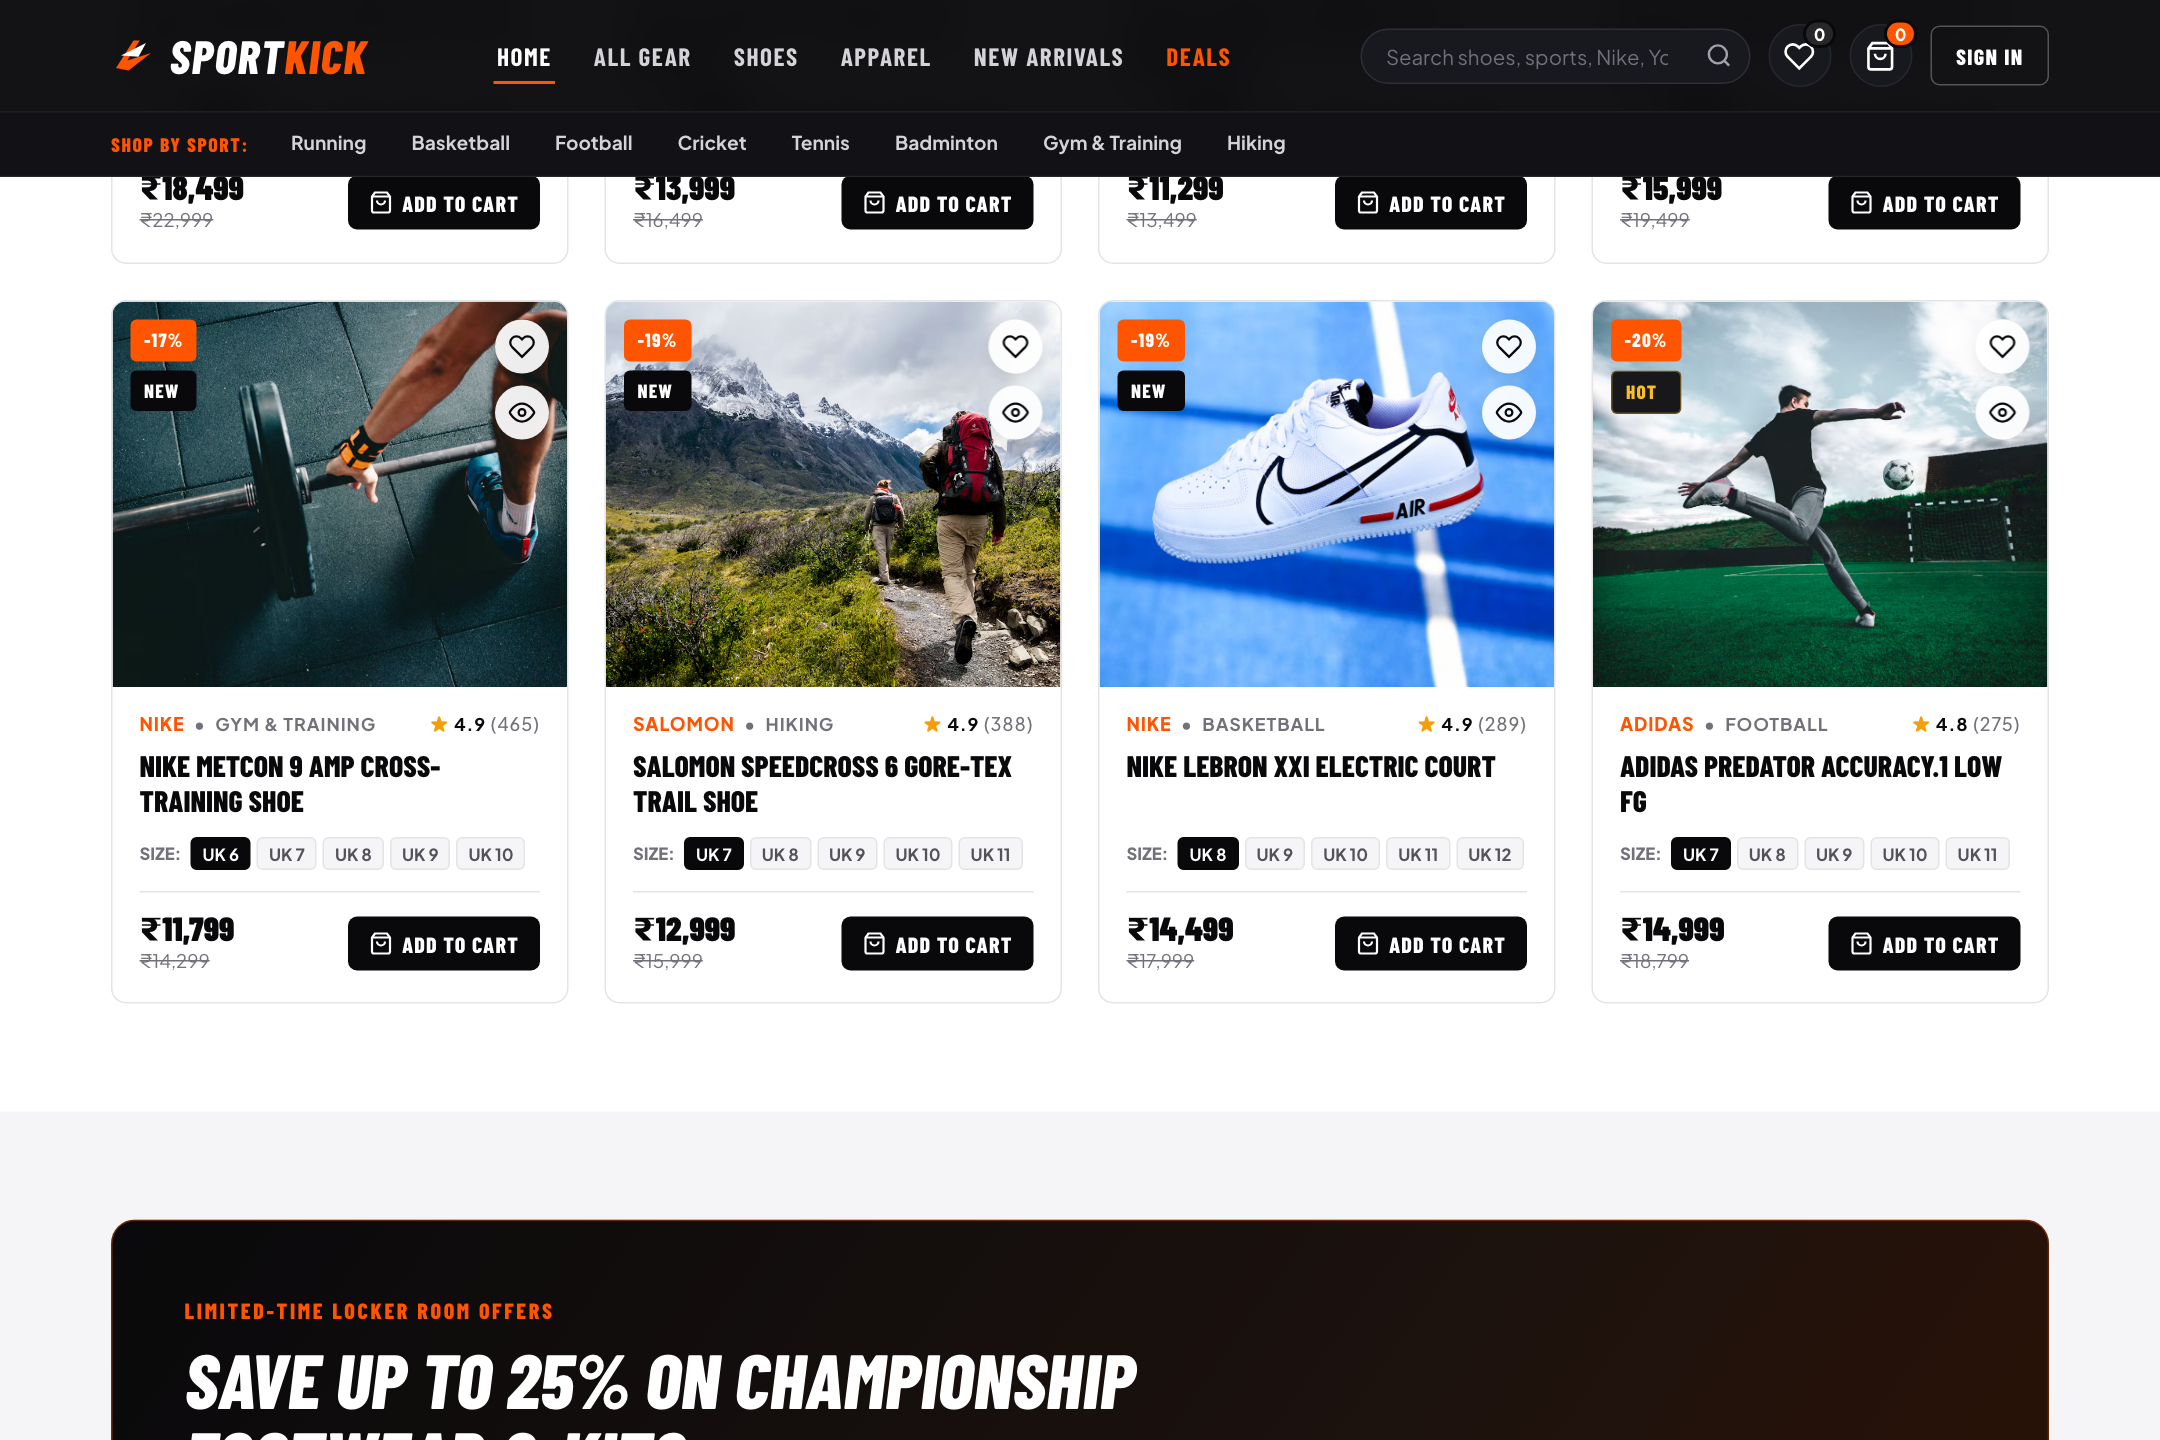 SPORTKICK
HOME
ALL GEAR
SHOES
APPAREL
NEW ARRIVALS
DEALS
Search shoes, sports, Nike, Yo
0
0
SIGN IN
SHOP BY SPORT:
Running
Basketball
Football
Cricket
Tennis
Badminton
Gym & Training
Hiking
₹18,499
₹22,999
ADD TO CART
₹13,999
₹16,499
ADD TO CART
₹11,299
₹13,499
ADD TO CART
₹15,999
₹19,499
ADD TO CART
-17%
NEW
NIKE • GYM & TRAINING
4.9 (465)
NIKE METCON 9 AMP CROSS-
TRAINING SHOE
SIZE: UK 6 UK 7 UK 8 UK 9 UK 10
₹11,799
₹14,299
ADD TO CART
-19%
NEW
SALOMON • HIKING
4.9 (388)
SALOMON SPEEDCROSS 6 GORE-TEX
TRAIL SHOE
SIZE: UK 7 UK 8 UK 9 UK 10 UK 11
₹12,999
₹15,999
ADD TO CART
-19%
NEW
AIR
NIKE • BASKETBALL
4.9 (289)
NIKE LEBRON XXI ELECTRIC COURT
SIZE: UK 8 UK 9 UK 10 UK 11 UK 12
₹14,499
₹17,999
ADD TO CART
-20%
HOT
ADIDAS • FOOTBALL
4.8 (275)
ADIDAS PREDATOR ACCURACY.1 LOW
FG
SIZE: UK 7 UK 8 UK 9 UK 10 UK 11
₹14,999
₹18,799
ADD TO CART
LIMITED-TIME LOCKER ROOM OFFERS
SAVE UP TO 25% ON CHAMPIONSHIP
FOOTWEAR & KITS